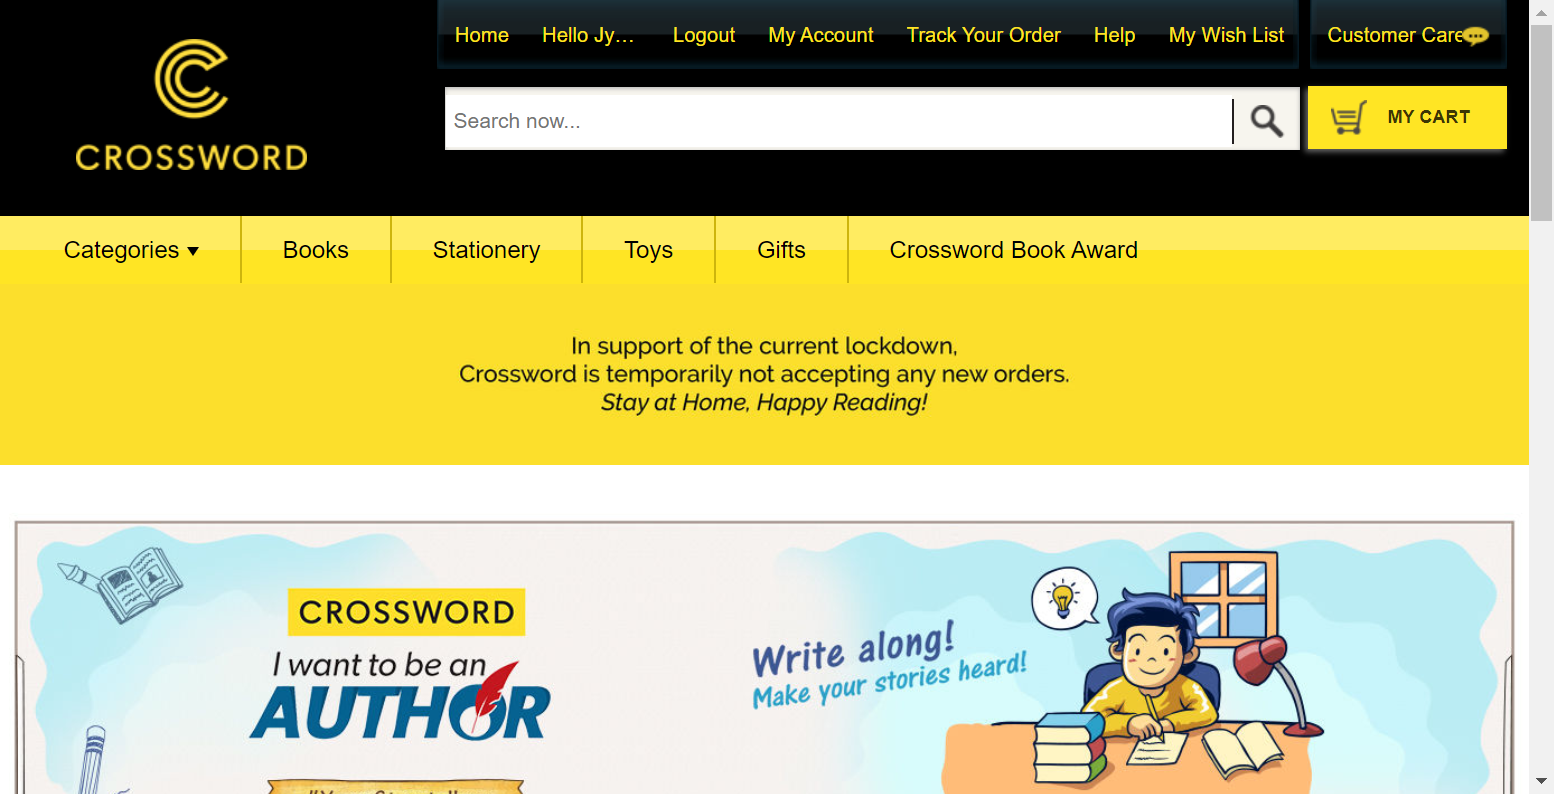 Home Hello Jy... Logout My Account Track Your Order Help My Wish List Customer Care
CROSSWORD
Search now...
MY CART
Categories Books Stationery Toys Gifts Crossword Book Award
In support of the current lockdown,
Crossword is temporarily not accepting any new orders.
Stay at Home, Happy Reading!
CROSSWORD
I want to be an
AUTHOR
Write along!
Make your stories heard!